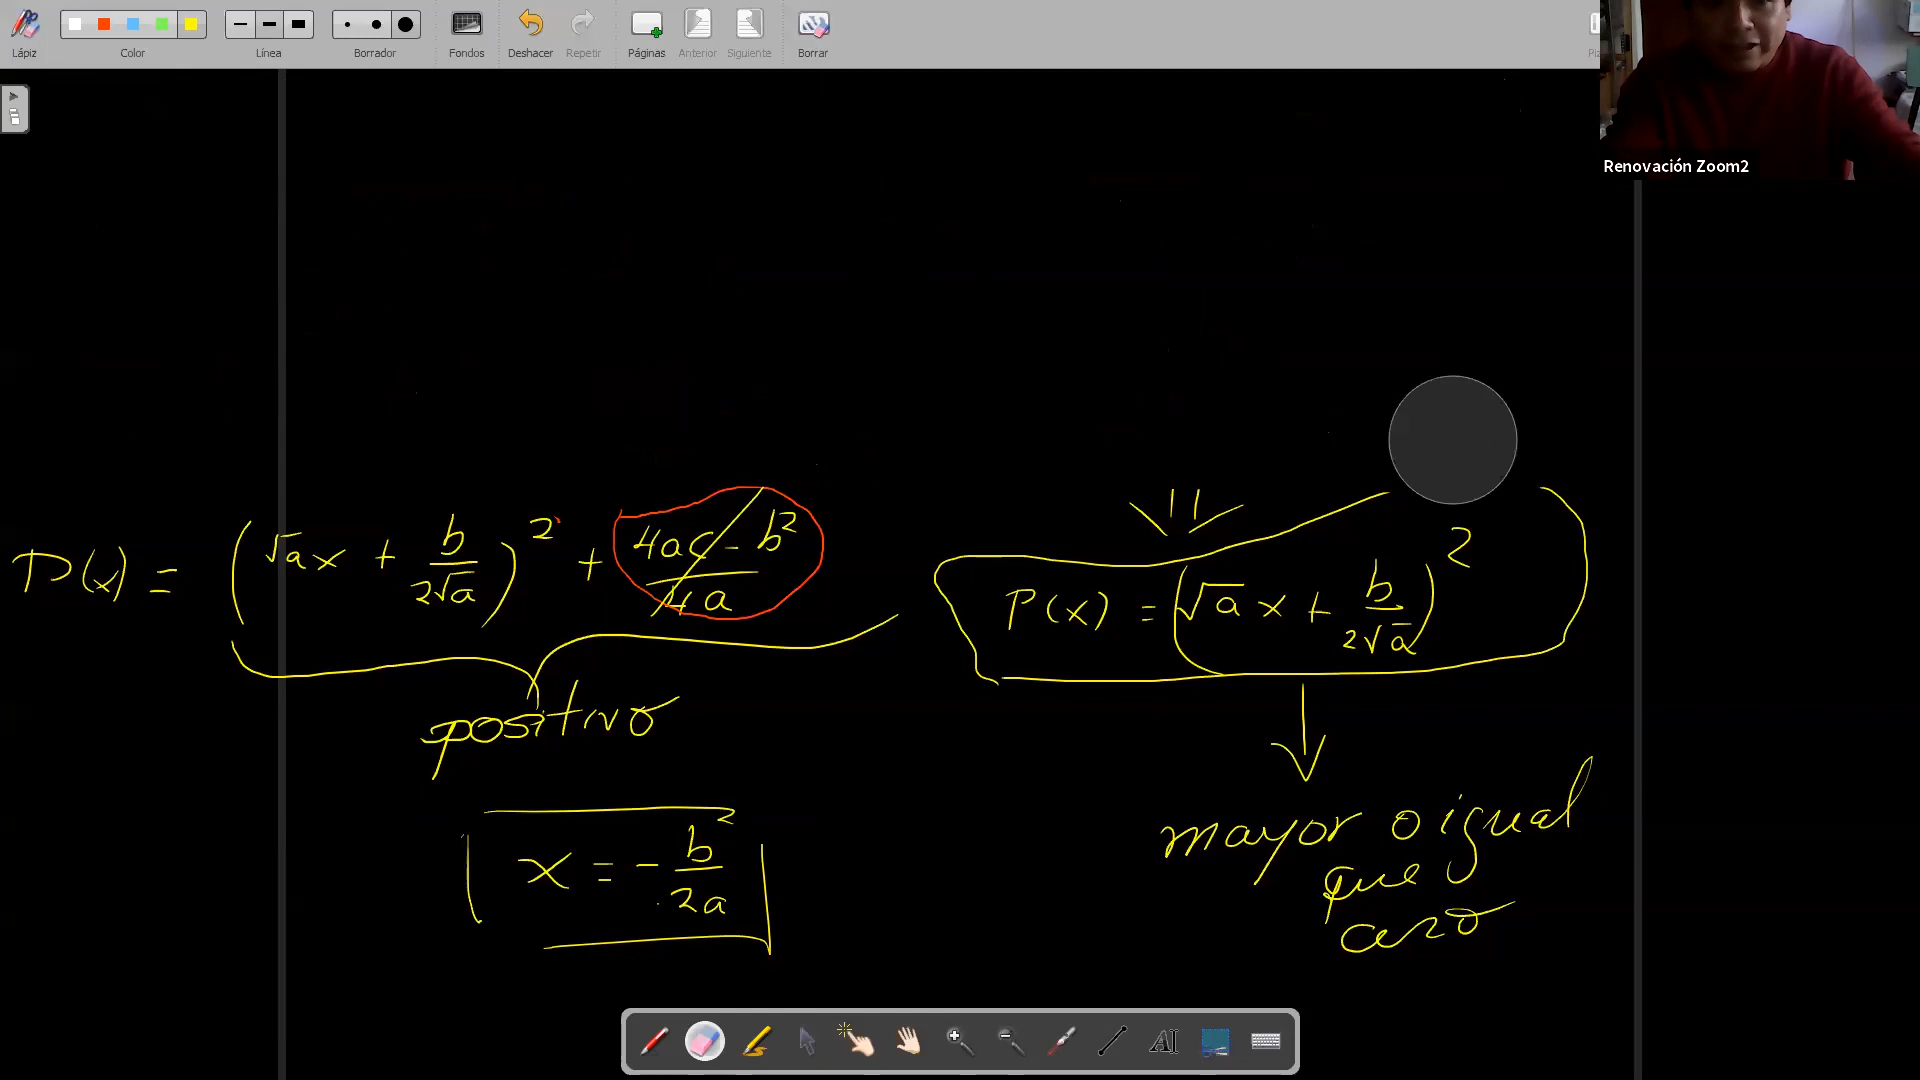 Lápiz Color Línea Borrador Fondos Deshacer Repetir Páginas Anterior Siguiente Borrar
Renovación Zoom2
P(x) = (√a x + b/2√a)² + (4ac - b²)/4a
positivo
x = - b²/2a
P(x) = (√a x + b/2√a)²
mayor o igual
que
cero